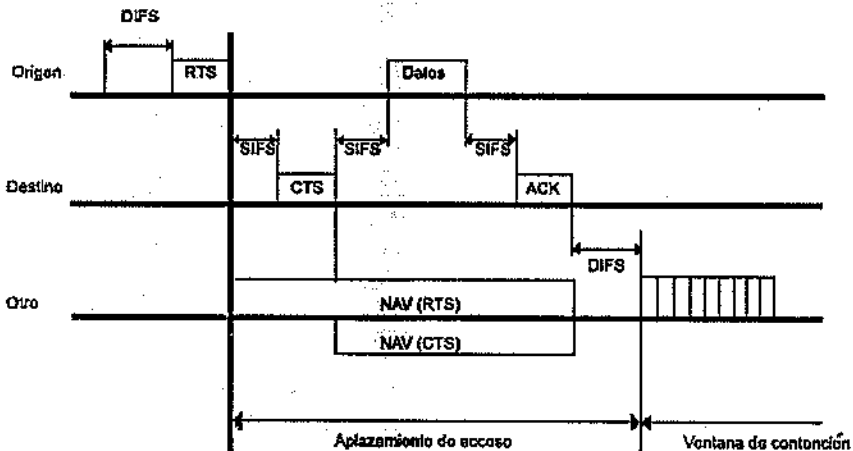 DIFS
Origen
RTS
Datos
SIFS
SIFS
SIFS
Destino
CTS
ACK
DIFS
Otro
NAV (RTS)
NAV (CTS)
Aplazamiento de acceso
Ventana de contención